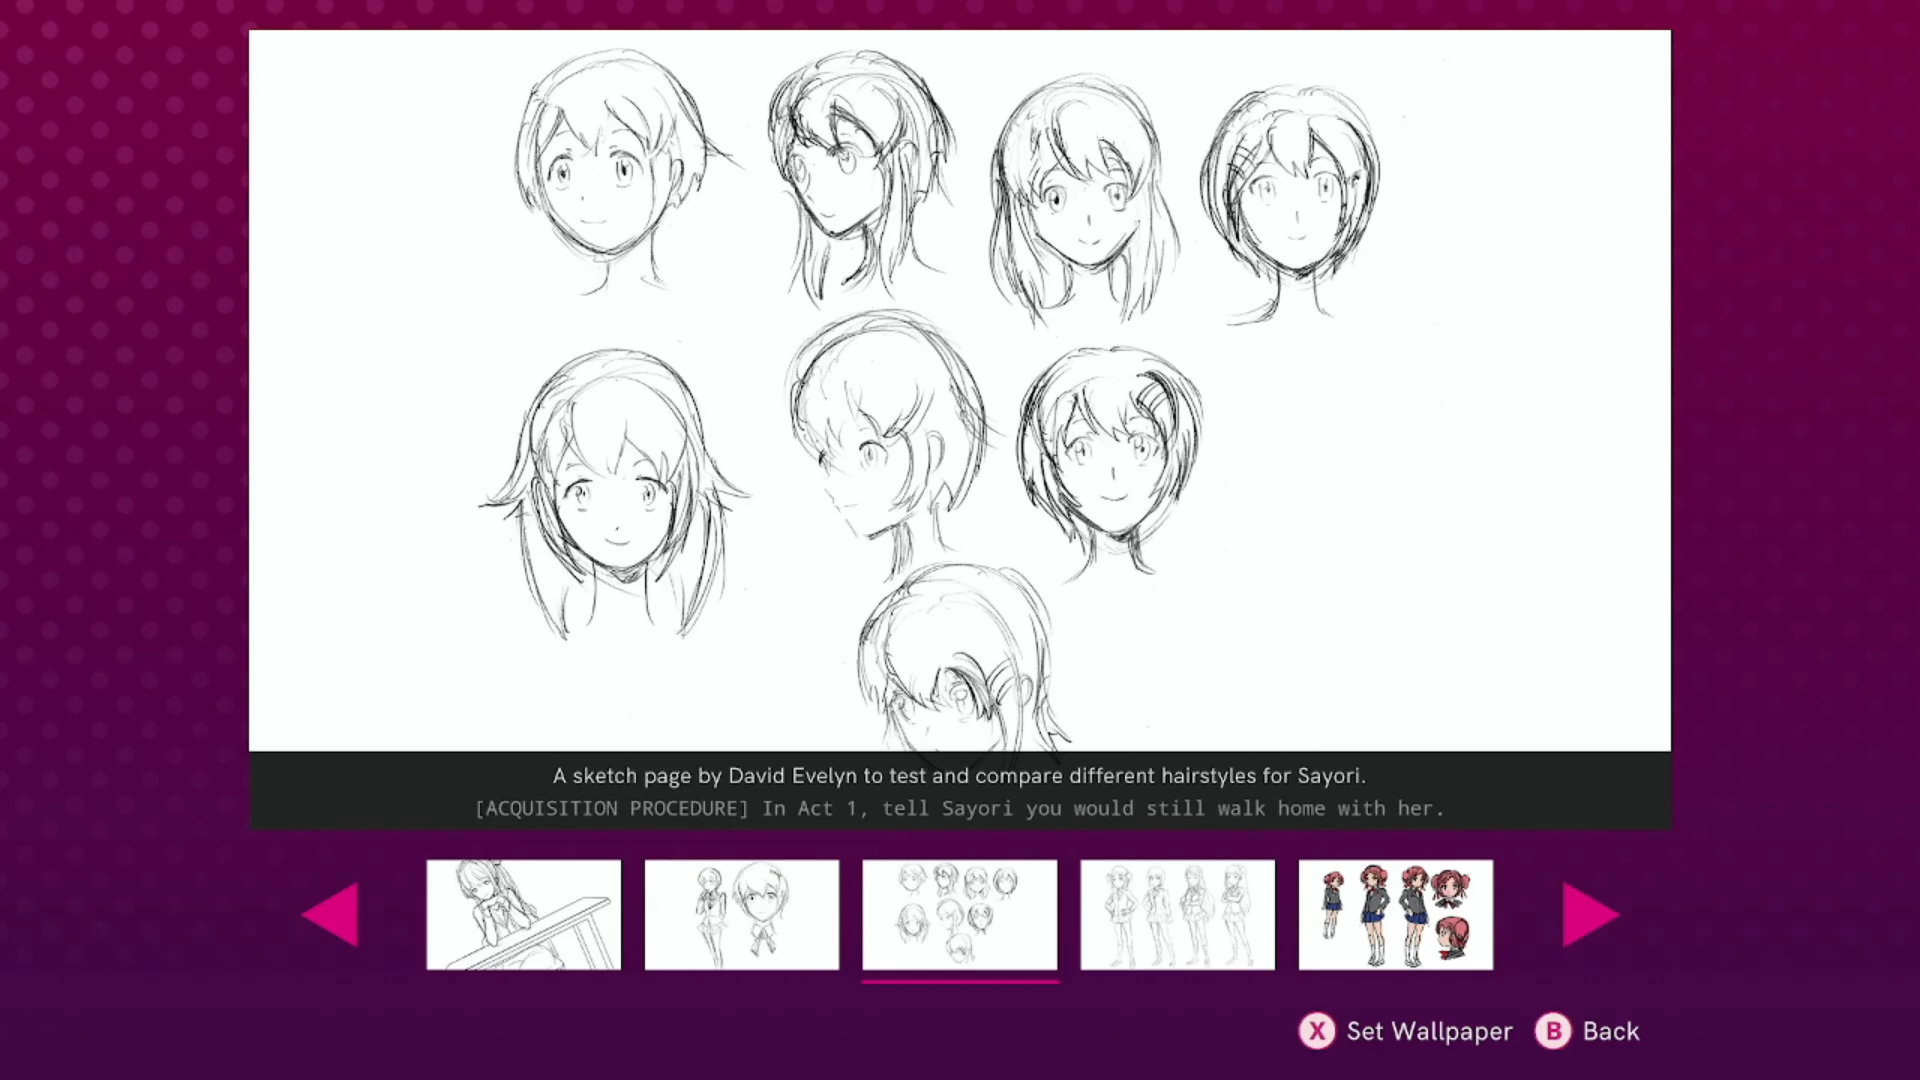 A sketch page by David Evelyn to test and compare different hairstyles for Sayori.
[ACQUISITION PROCEDURE] In Act 1, tell Sayori you would still walk home with her.
X Set Wallpaper B Back